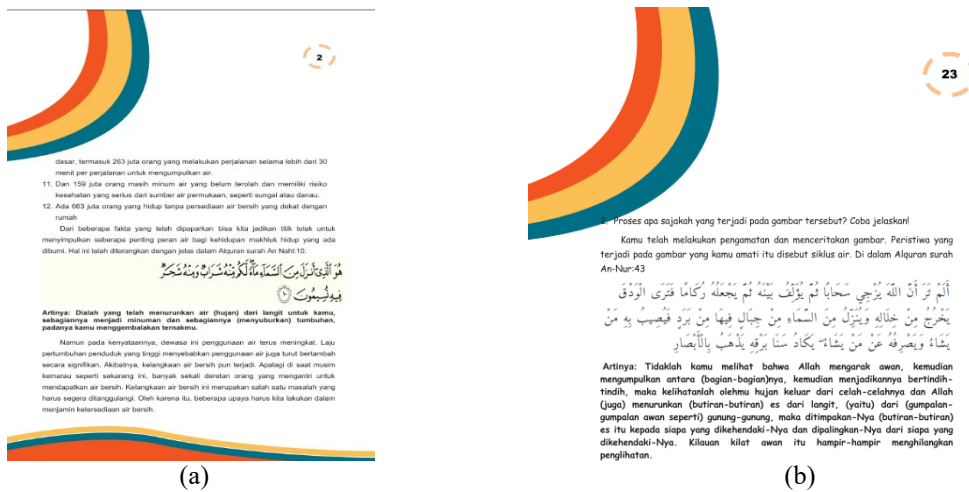 2
dasar, termasuk 263 juta orang yang melakukan perjalanan selama lebih dari 30
menit per perjalanan untuk mengumpulkan air.
11. Dan 159 juta orang masih minum air yang belum terolah dan memiliki risiko
kesehatan yang serius dari sumber air permukaan, seperti sungai atau danau.
12. Ada 663 juta orang yang hidup tanpa persediaan air bersih yang dekat dengan
rumah
Dari beberapa fakta yang telah dipaparkan bisa kita jadikan titik tolak untuk
menyimpulkan seberapa penting peran air bagi kehidupan makhluk hidup yang ada
dibumi. Hal ini telah diterangkan dengan jelas dalam Alquran surah An Nahl:10.
هُوَ الَّذِيْٓ اَنْزَلَ مِنَ السَّمَاۤءِ مَاۤءً لَّكُمْ مِّنْهُ شَرَابٌ وَّمِنْهُ شَجَرٌ
فِيْهِ تُسِيْمُوْنَ ١٠
Artinya: Dialah yang telah menurunkan air (hujan) dari langit untuk kamu,
sebagiannya menjadi minuman dan sebagiannya (menyuburkan) tumbuhan,
padanya kamu menggembalakan ternakmu.
Namun pada kenyataannya, dewasa ini penggunaan air terus meningkat. Laju
pertumbuhan penduduk yang tinggi menyebabkan penggunaan air juga turut bertambah
secara signifikan. Akibatnya, kelangkaan air bersih pun terjadi. Apalagi di saat musim
kemarau seperti sekarang ini, banyak sekali deretan orang yang mengantri untuk
mendapatkan air bersih. Kelangkaan air bersih ini merupakan salah satu masalah yang
harus segera ditanggulangi. Oleh karena itu, beberapa upaya harus kita lakukan dalam
menjamin ketersediaan air bersih.
(a)
23
2. Proses apa sajakah yang terjadi pada gambar tersebut? Coba jelaskan!
Kamu telah melakukan pengamatan dan menceritakan gambar. Peristiwa yang
terjadi pada gambar yang kamu amati itu disebut siklus air. Di dalam Alquran surah
An-Nur:43
أَلَمْ تَرَ أَنَّ اللَّهَ يُزْجِي سَحَابًا ثُمَّ يُؤَلِّفُ بَيْنَهُ ثُمَّ يَجْعَلُهُ رُكَامًا فَتَرَى الْوَدْقَ
يَخْرُجُ مِنْ خِلَالِهِ وَيُنَزِّلُ مِنَ السَّمَاءِ مِنْ جِبَالٍ فِيهَا مِنْ بَرَدٍ فَيُصِيبُ بِهِ مَنْ
يَشَاءُ وَيَصْرِفُهُ عَنْ مَنْ يَشَاءُ ۖ يَكَادُ سَنَا بَرْقِهِ يَذْهَبُ بِالْأَبْصَارِ
Artinya: Tidaklah kamu melihat bahwa Allah mengarak awan, kemudian
mengumpulkan antara (bagian-bagian)nya, kemudian menjadikannya bertindih-
tindih, maka kelihatanlah olehmu hujan keluar dari celah-celahnya dan Allah
(juga) menurunkan (butiran-butiran) es dari langit, (yaitu) dari (gumpalan-
gumpalan awan seperti) gunung-gunung, maka ditimpakan-Nya (butiran-butiran)
es itu kepada siapa yang dikehendaki-Nya dan dipalingkan-Nya dari siapa yang
dikehendaki-Nya. Kilauan kilat awan itu hampir-hampir menghilangkan
penglihatan.
(b)